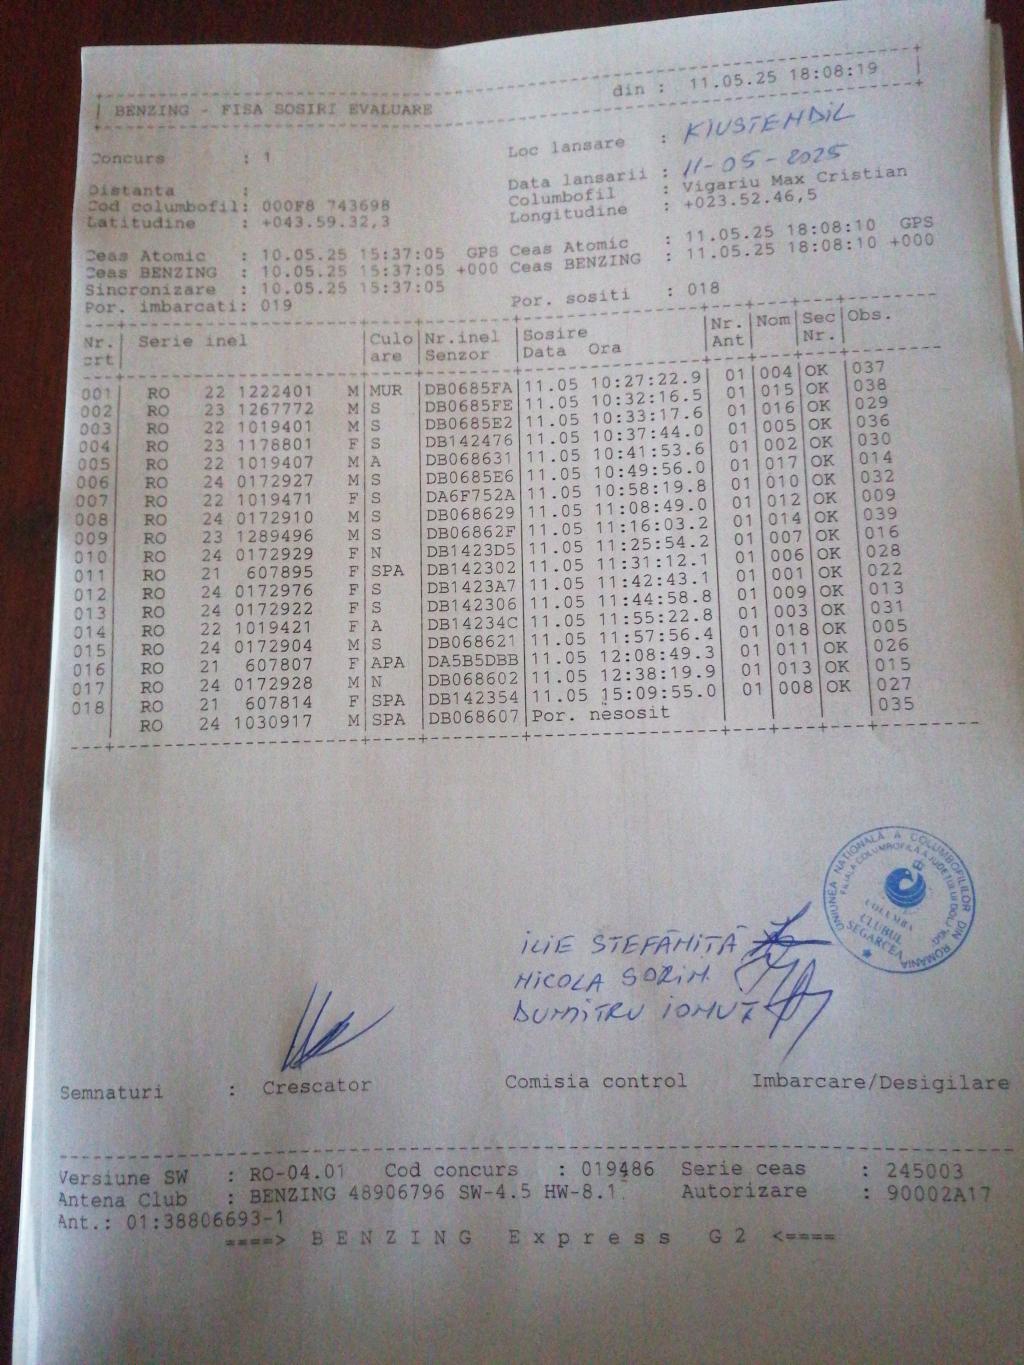 BENZING - FISA SOSIRI EVALUARE din : 11.05.25 18:08:19
Concurs : 1 Loc lansare : KIUSTENDIL
Data lansarii : 11-05-2025
Distanta : Columbofil : Vigariu Max Cristian
Cod columbofil: 000F8 743698 Longitudine : +023.52.46,5
Latitudine : +043.59.32,3
Ceas Atomic : 10.05.25 15:37:05 GPS Ceas Atomic : 11.05.25 18:08:10 GPS
Ceas BENZING : 10.05.25 15:37:05 +000 Ceas BENZING : 11.05.25 18:08:10 +000
Sincronizare : 10.05.25 15:37:05
Por. imbarcati: 019 Por. sositi : 018
Nr. | Serie inel |Culo|Nr.inel|Sosire |Nr.|Nom|Sec|Obs.
crt| |are |Senzor |Data Ora |Ant| |Nr.|
001| RO 22 1222401 M|MUR|DB0685FA|11.05 10:27:22.9| 01|004|OK |037
002| RO 23 1267772 M|S |DB0685FE|11.05 10:32:16.5| 01|015|OK |038
003| RO 22 1019401 M|S |DB0685E2|11.05 10:33:17.6| 01|016|OK |029
004| RO 23 1178801 F|S |DB142476|11.05 10:37:44.0| 01|005|OK |036
005| RO 22 1019407 M|A |DB068631|11.05 10:41:53.6| 01|002|OK |030
006| RO 24 0172927 M|S |DB0685E6|11.05 10:49:56.0| 01|017|OK |014
007| RO 22 1019471 F|S |DA6F752A|11.05 10:58:19.8| 01|010|OK |032
008| RO 24 0172910 M|S |DB068629|11.05 11:08:49.0| 01|012|OK |009
009| RO 23 1289496 M|S |DB06862F|11.05 11:16:03.2| 01|014|OK |039
010| RO 24 0172929 F|N |DB1423D5|11.05 11:25:54.2| 01|007|OK |016
011| RO 21 607895 F|SPA|DB142302|11.05 11:31:12.1| 01|006|OK |028
012| RO 24 0172976 F|S |DB1423A7|11.05 11:42:43.1| 01|001|OK |022
013| RO 24 0172922 F|S |DB142306|11.05 11:44:58.8| 01|009|OK |013
014| RO 22 1019421 F|A |DB14234C|11.05 11:55:22.8| 01|003|OK |031
015| RO 24 0172904 M|S |DB068621|11.05 11:57:56.4| 01|018|OK |005
016| RO 21 607807 F|APA|DA5B5DBB|11.05 12:08:49.3| 01|011|OK |026
017| RO 24 0172928 M|N |DB068602|11.05 12:38:19.9| 01|013|OK |015
018| RO 21 607814 F|SPA|DB142354|11.05 15:09:55.0| 01|008|OK |027
RO 24 1030917 M|SPA|DB068607|Por. nesosit | | | |035
UNIUNEA NATIONALĂ A COLUMBOFILILOR DIN ROMÂNIA
FILIALA COLUMBOFILĂ A JUDEŢULUI DOLJ
COLUMBA
CLUBUL
SEGARCEA
ILIE STEFĂNIȚĂ
NICOLA SORIN
DUMITRU IONUȚ
Semnaturi : Crescator Comisia control Imbarcare/Desigilare
Versiune SW : RO-04.01 Cod concurs : 019486 Serie ceas : 245003
Antena Club : BENZING 48906796 SW-4.5 HW-8.1 Autorizare : 90002A17
Ant.: 01:38806693-1
====> BENZING Express G2 <====